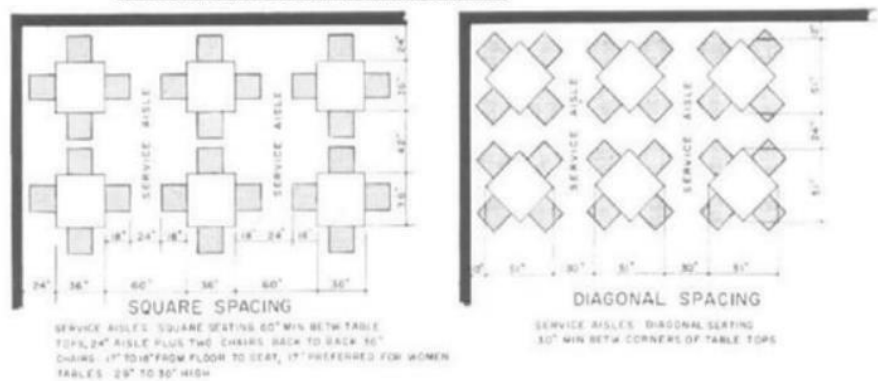 24"
36"
42"
36"
SERVICE AISLE
SERVICE AISLE
18" 24" 18" 18" 24" 18"
24" 36" 60" 36" 60" 36"
SQUARE SPACING
SERVICE AISLES: SQUARE SEATING 60" MIN BETW TABLE
TOPS, 24" AISLE PLUS TWO CHAIRS BACK TO BACK 36"
CHAIRS: 17" TO 18" FROM FLOOR TO SEAT, 17" PREFERRED FOR WOMEN
TABLES: 29" TO 30" HIGH
51"
24"
51"
SERVICE AISLE
SERVICE AISLE
51" 30" 51" 30" 51"
DIAGONAL SPACING
SERVICE AISLES: DIAGONAL SEATING
30" MIN BETW CORNERS OF TABLE TOPS